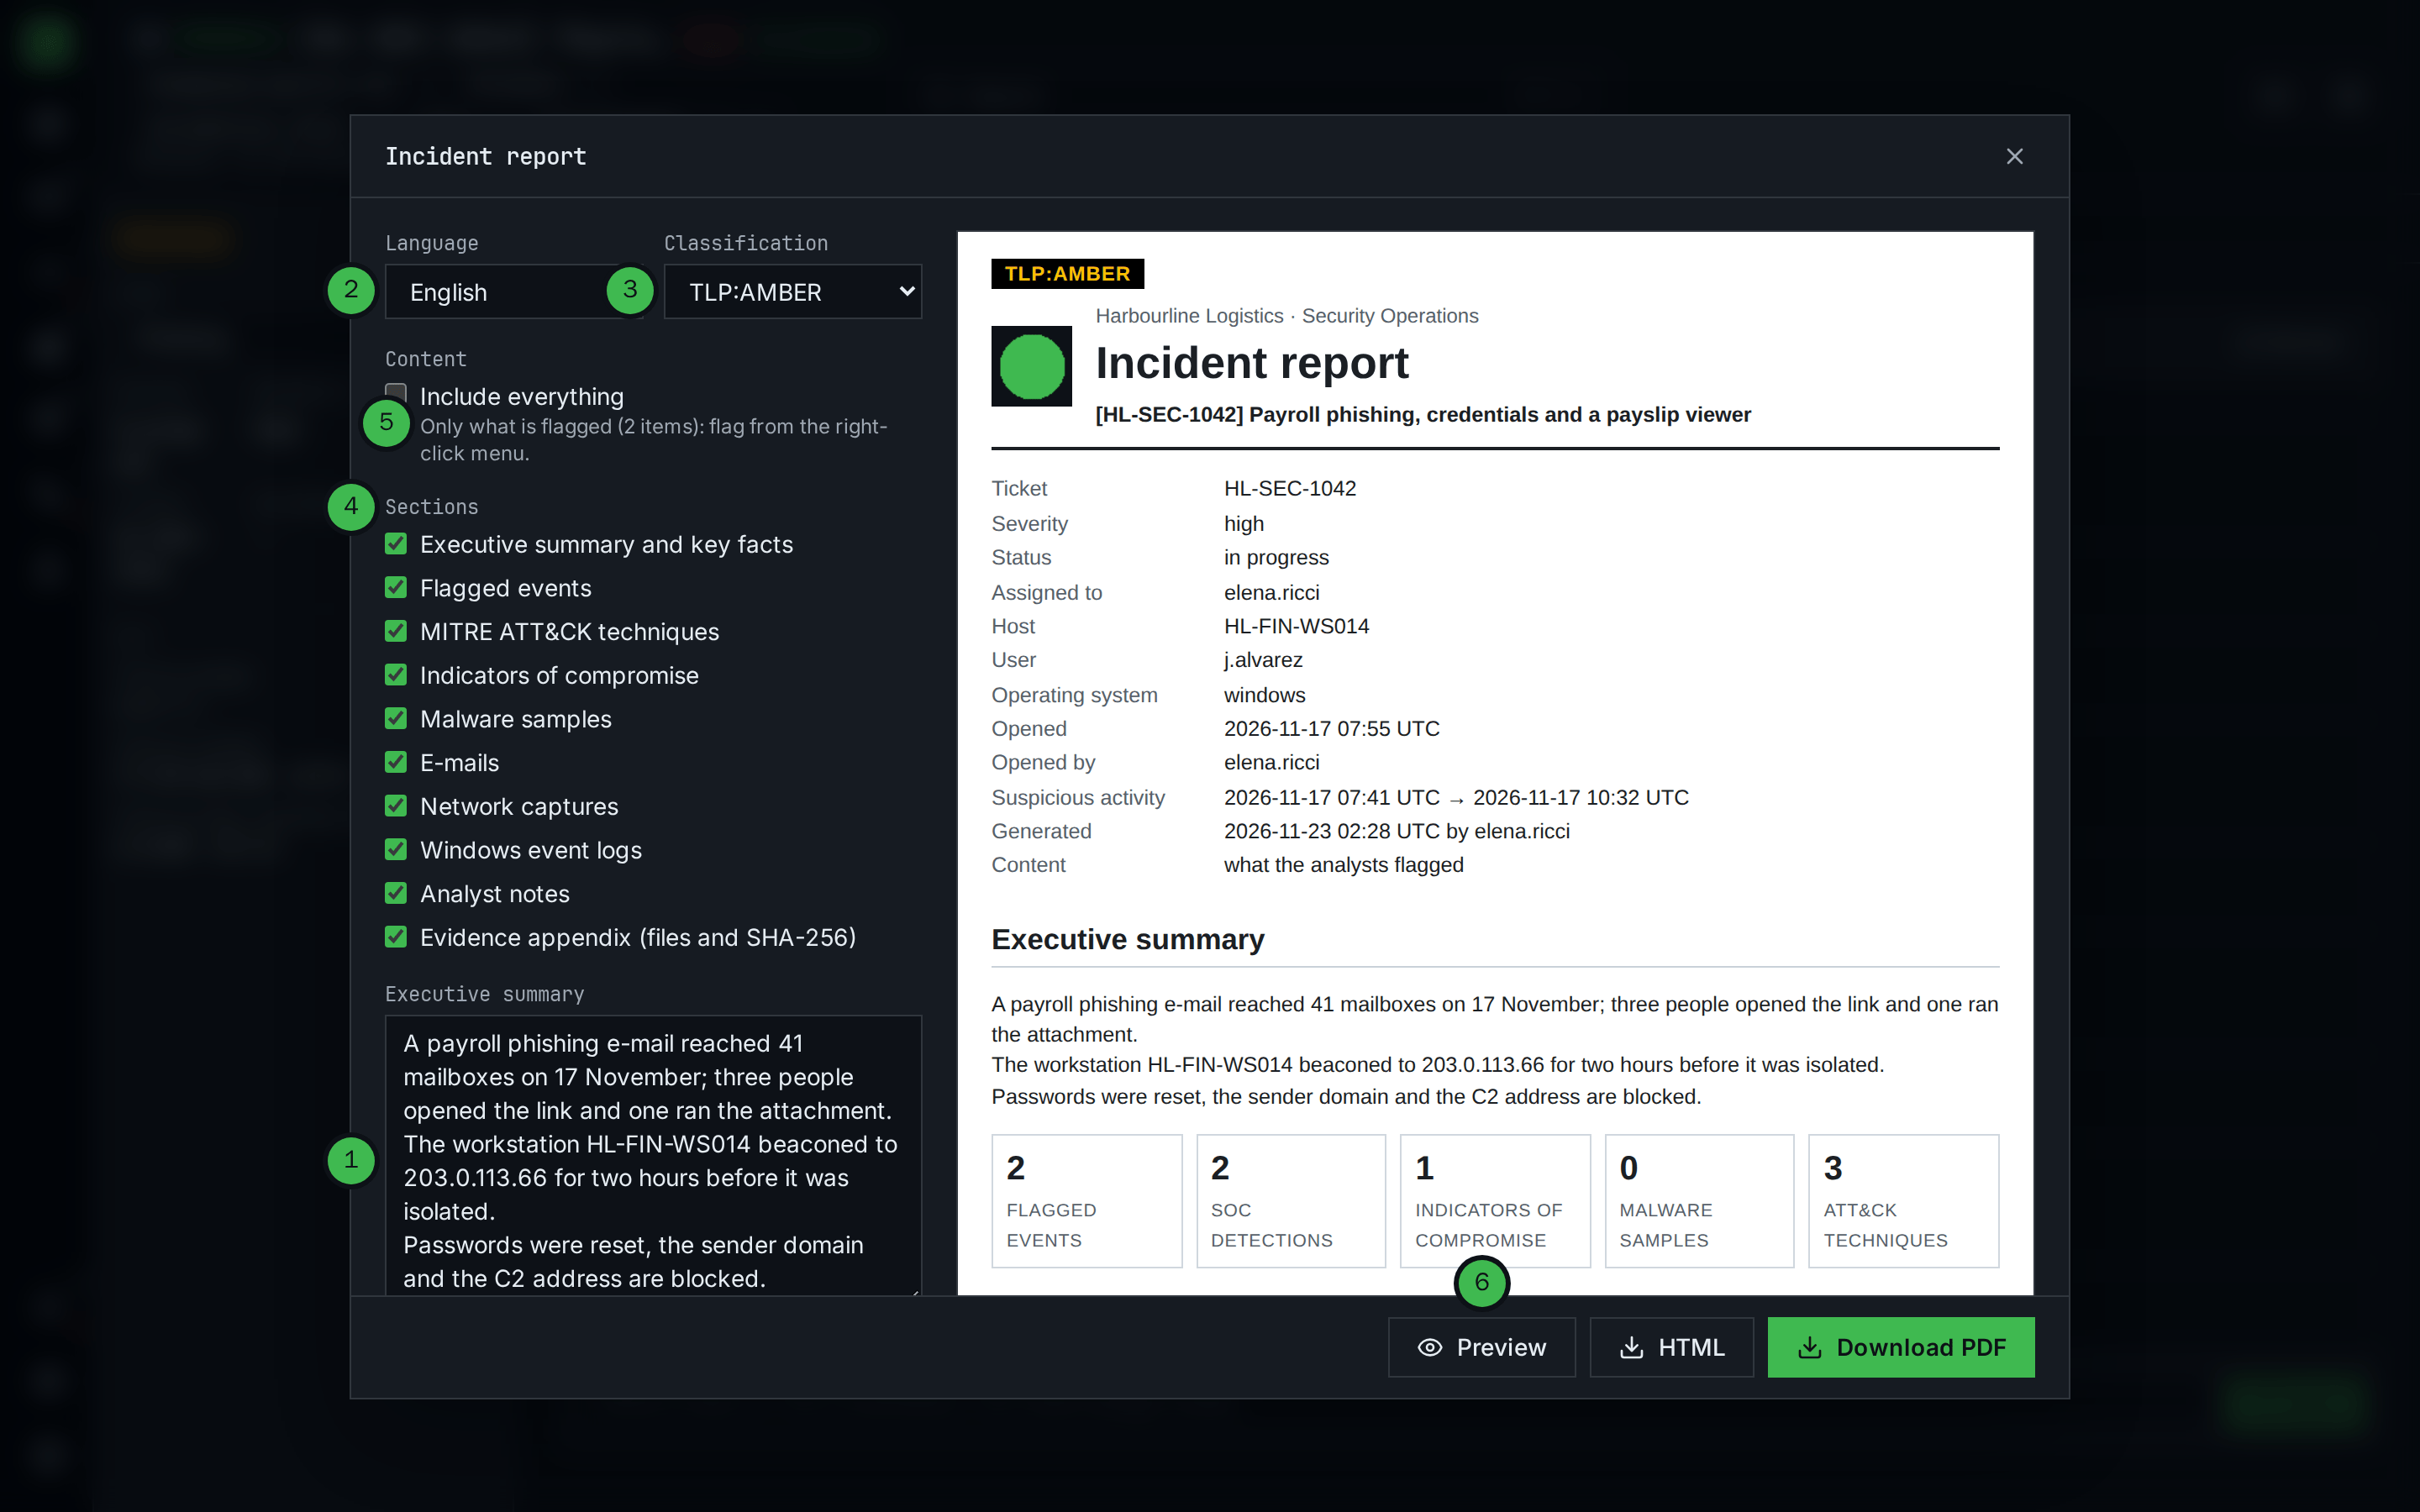 Incident report
Language
Classification
2
English
3
TLP:AMBER
Content
Include everything
5
Only what is flagged (2 items): flag from the right-
click menu.
4
Sections
Executive summary and key facts
Flagged events
MITRE ATT&CK techniques
Indicators of compromise
Malware samples
E-mails
Network captures
Windows event logs
Analyst notes
Evidence appendix (files and SHA-256)
Executive summary
A payroll phishing e-mail reached 41
mailboxes on 17 November; three people
opened the link and one ran the attachment.
The workstation HL-FIN-WS014 beaconed to
1
203.0.113.66 for two hours before it was
isolated.
Passwords were reset, the sender domain
and the C2 address are blocked.
TLP:AMBER
Harbourline Logistics · Security Operations
Incident report
[HL-SEC-1042] Payroll phishing, credentials and a payslip viewer
Ticket HL-SEC-1042
Severity high
Status in progress
Assigned to elena.ricci
Host HL-FIN-WS014
User j.alvarez
Operating system windows
Opened 2026-11-17 07:55 UTC
Opened by elena.ricci
Suspicious activity 2026-11-17 07:41 UTC → 2026-11-17 10:32 UTC
Generated 2026-11-23 02:28 UTC by elena.ricci
Content what the analysts flagged
Executive summary
A payroll phishing e-mail reached 41 mailboxes on 17 November; three people opened the link and one ran
the attachment.
The workstation HL-FIN-WS014 beaconed to 203.0.113.66 for two hours before it was isolated.
Passwords were reset, the sender domain and the C2 address are blocked.
2
FLAGGED
EVENTS
2
SOC
DETECTIONS
1
INDICATORS OF
COMPROMISE
0
MALWARE
SAMPLES
3
ATT&CK
TECHNIQUES
6
Preview
HTML
Download PDF